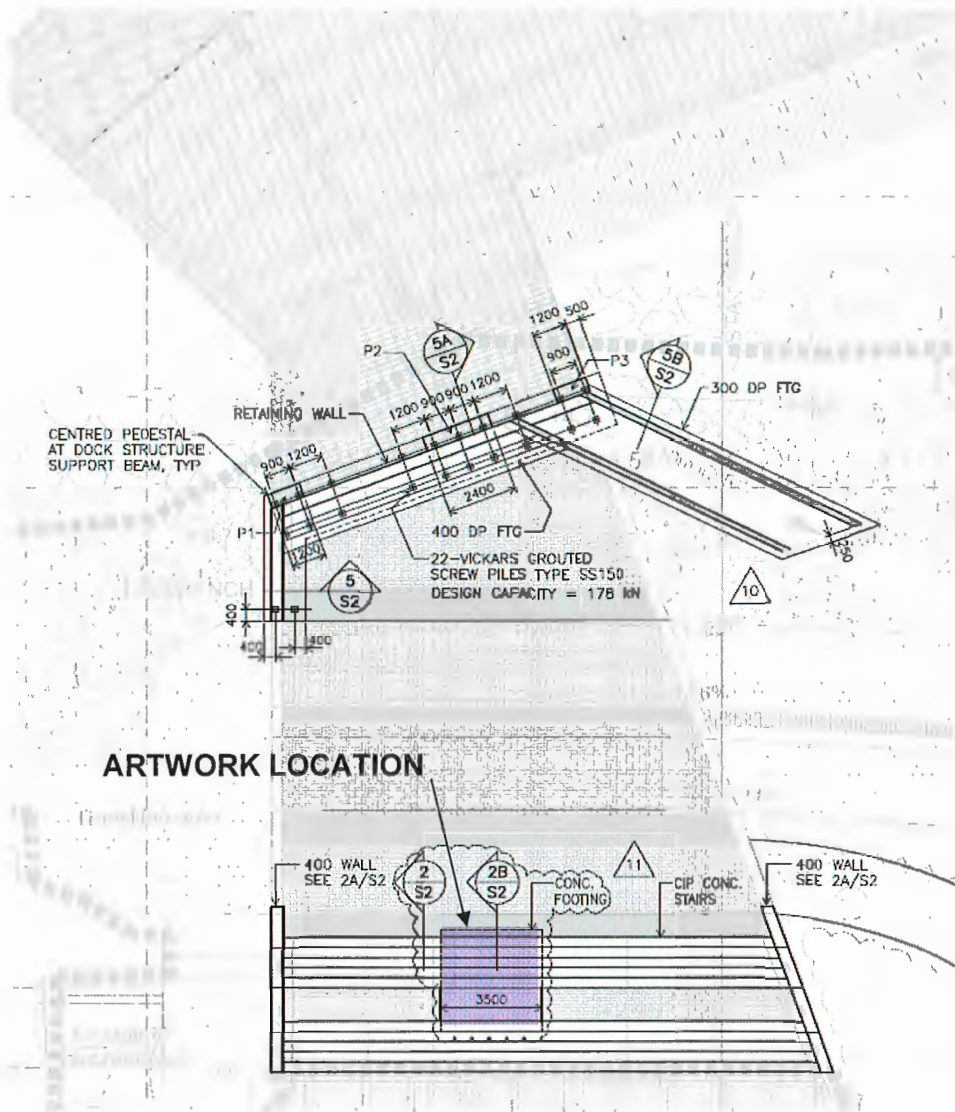 1200 500
5A
S2
P2
900
P3
5B
S2
300 DP FTG
1200 900 900 1200
RETAINING WALL
CENTRED PEDESTAL
AT DOCK STRUCTURE
SUPPORT BEAM, TYP
900 1200
2400
P1
400 DP FTG
1200
250
22-VICKARS GROUTED
SCREW PILES TYPE SS150
DESIGN CAPACITY = 178 kN
5
S2
10
400
400
400
ARTWORK LOCATION
400 WALL
SEE 2A/S2
2
S2
2B
S2
CONC.
FOOTING
11
CIP CONC.
STAIRS
400 WALL
SEE 2A/S2
3500